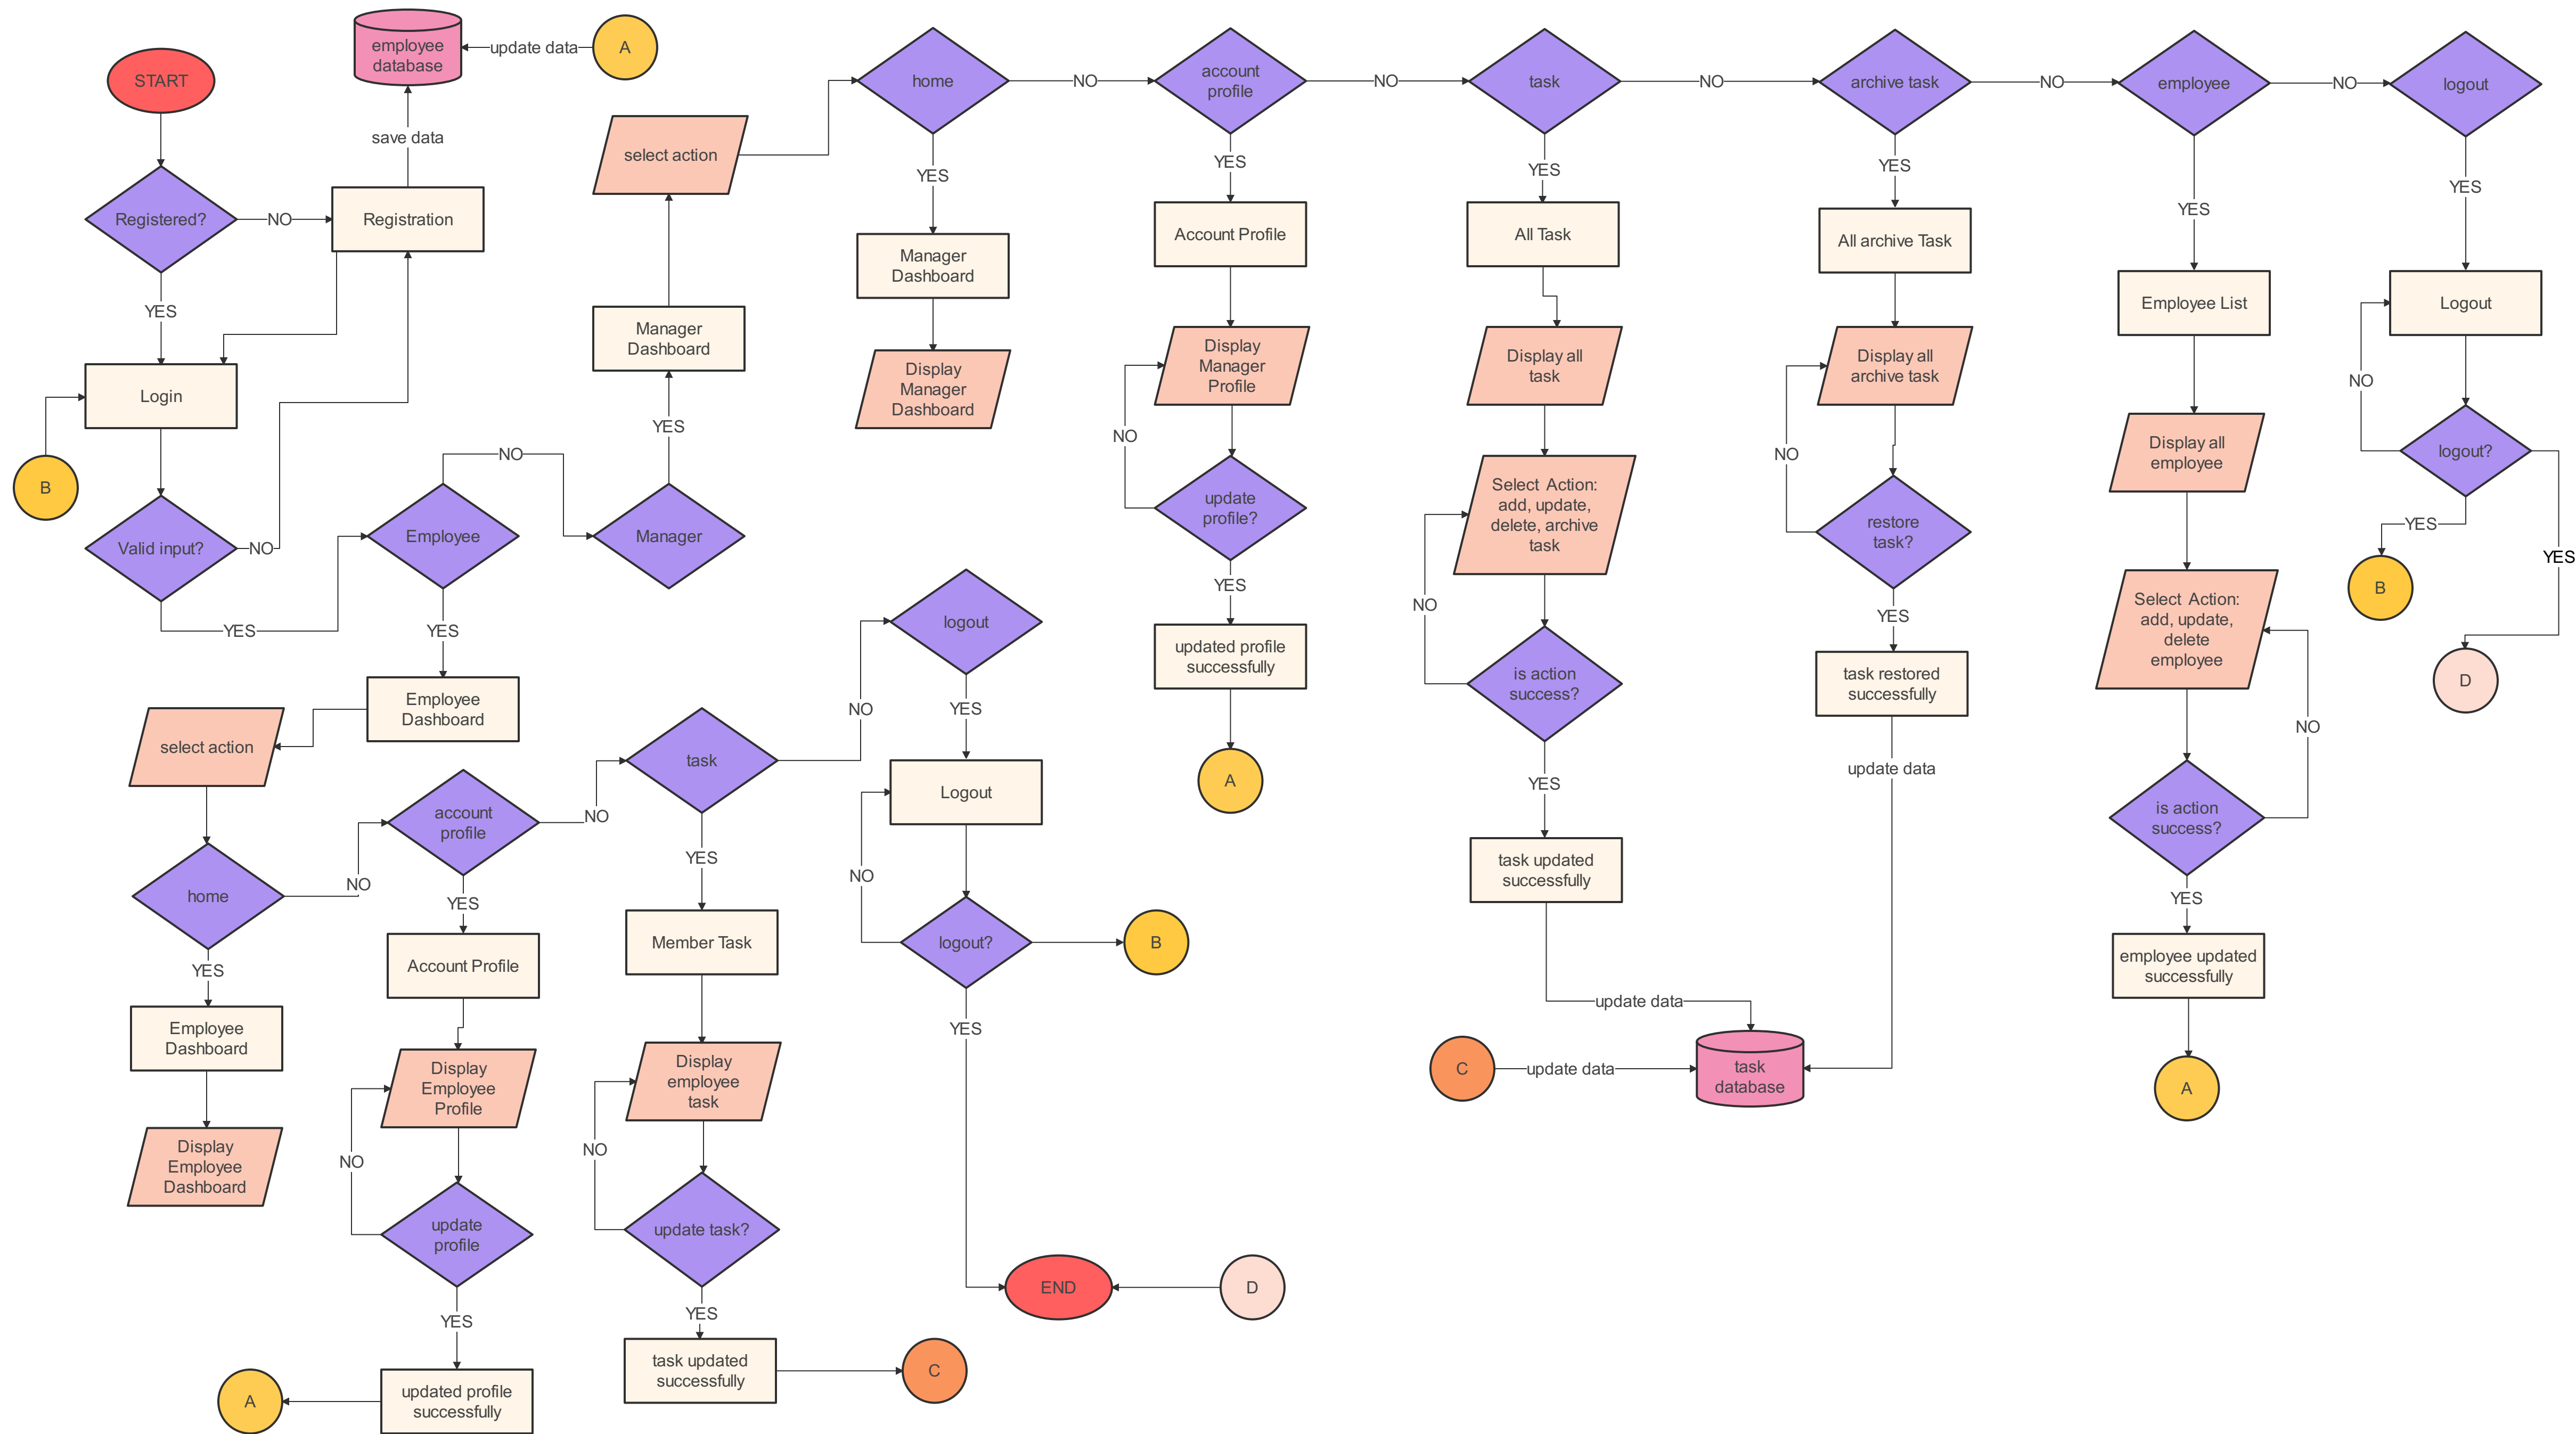 START
employee
database
update data
A
save data
Registered?
NO
Registration
YES
Login
B
Valid input?
NO
YES
Employee
NO
Manager
YES
Manager
Dashboard
select action
YES
Employee
Dashboard
select action
home
NO
account
profile
NO
task
NO
archive task
NO
employee
NO
logout
YES
Manager
Dashboard
Display
Manager
Dashboard
YES
Account Profile
Display
Manager
Profile
NO
update
profile?
YES
updated profile
successfully
A
YES
All Task
Display all
task
Select Action:
add, update,
delete, archive
task
NO
is action
success?
YES
task updated
successfully
update data
YES
All archive Task
Display all
archive task
NO
restore
task?
YES
task restored
successfully
update data
C
update data
task
database
YES
Employee List
Display all
employee
Select Action:
add, update,
delete
employee
NO
is action
success?
YES
employee updated
successfully
A
YES
Logout
NO
logout?
YES
B
YES
D
home
NO
account
profile
NO
task
NO
logout
YES
Employee
Dashboard
Display
Employee
Dashboard
YES
Account Profile
Display
Employee
Profile
NO
update
profile
YES
updated profile
successfully
A
YES
Member Task
Display
employee
task
NO
update task?
YES
task updated
successfully
C
YES
Logout
NO
logout?
B
YES
END
D